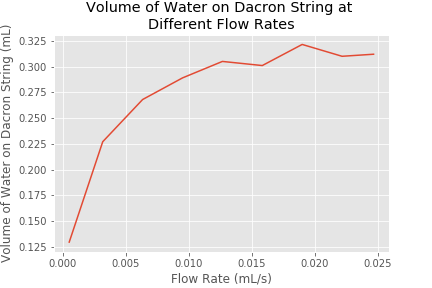 Volume of Water on Dacron String at
Different Flow Rates
Volume of Water on Dacron String (mL)
0.325
0.300
0.275
0.250
0.225
0.200
0.175
0.150
0.125
0.000 0.005 0.010 0.015 0.020 0.025
Flow Rate (mL/s)